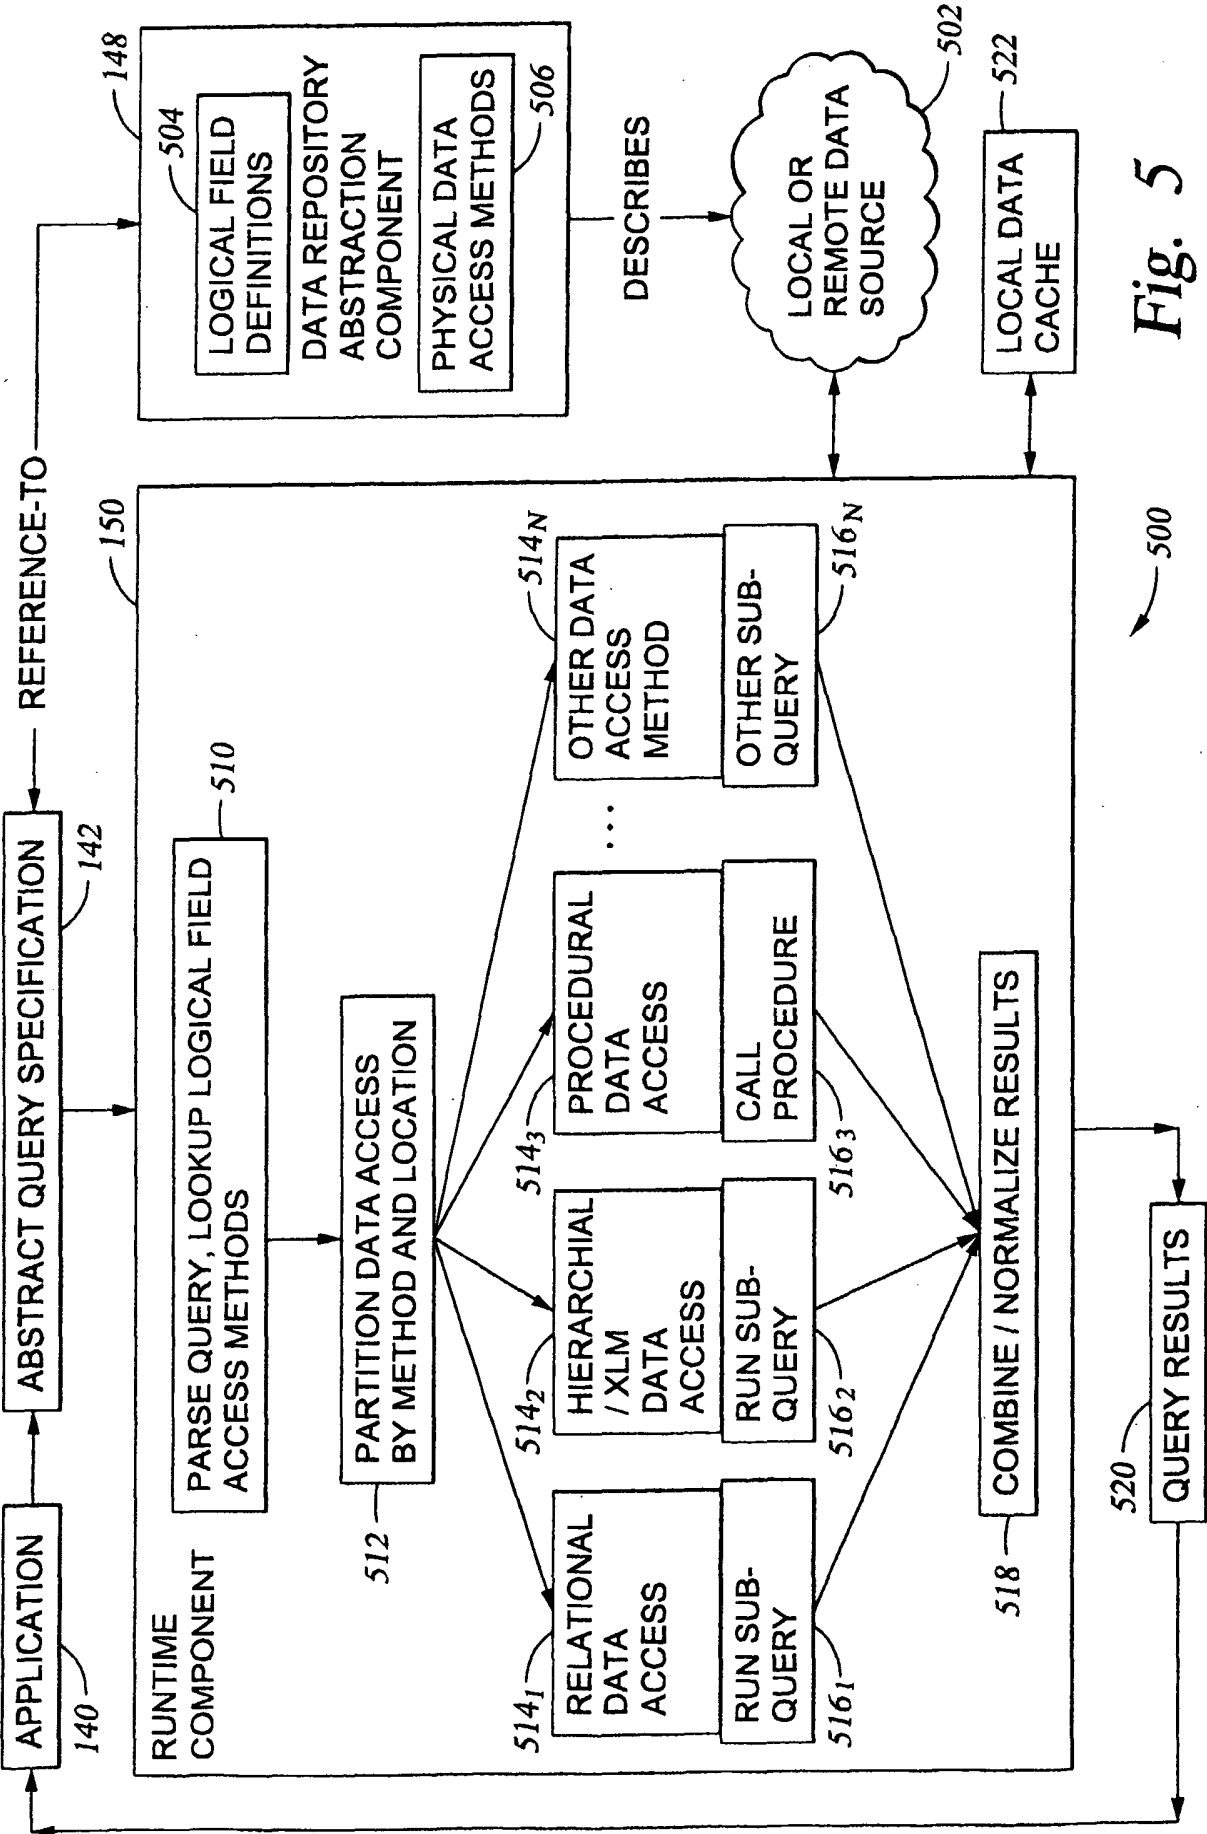 APPLICATION
140
ABSTRACT QUERY SPECIFICATION
142
REFERENCE-TO
148
504
LOGICAL FIELD
DEFINITIONS
DATA REPOSITORY
ABSTRACTION
COMPONENT
PHYSICAL DATA
ACCESS METHODS
506
DESCRIBES
LOCAL OR
REMOTE DATA
SOURCE
502
LOCAL DATA
CACHE
522
RUNTIME
COMPONENT
150
PARSE QUERY, LOOKUP LOGICAL FIELD
ACCESS METHODS
510
PARTITION DATA ACCESS
BY METHOD AND LOCATION
512
514₁
RELATIONAL
DATA
ACCESS
RUN SUB-
QUERY
516₁
514₂
HIERARCHIAL
/ XLM
DATA
ACCESS
RUN SUB-
QUERY
516₂
514₃
PROCEDURAL
DATA
ACCESS
CALL
PROCEDURE
516₃
...
514N
OTHER DATA
ACCESS
METHOD
OTHER SUB-
QUERY
516N
COMBINE / NORMALIZE RESULTS
518
520
QUERY RESULTS
500
Fig. 5